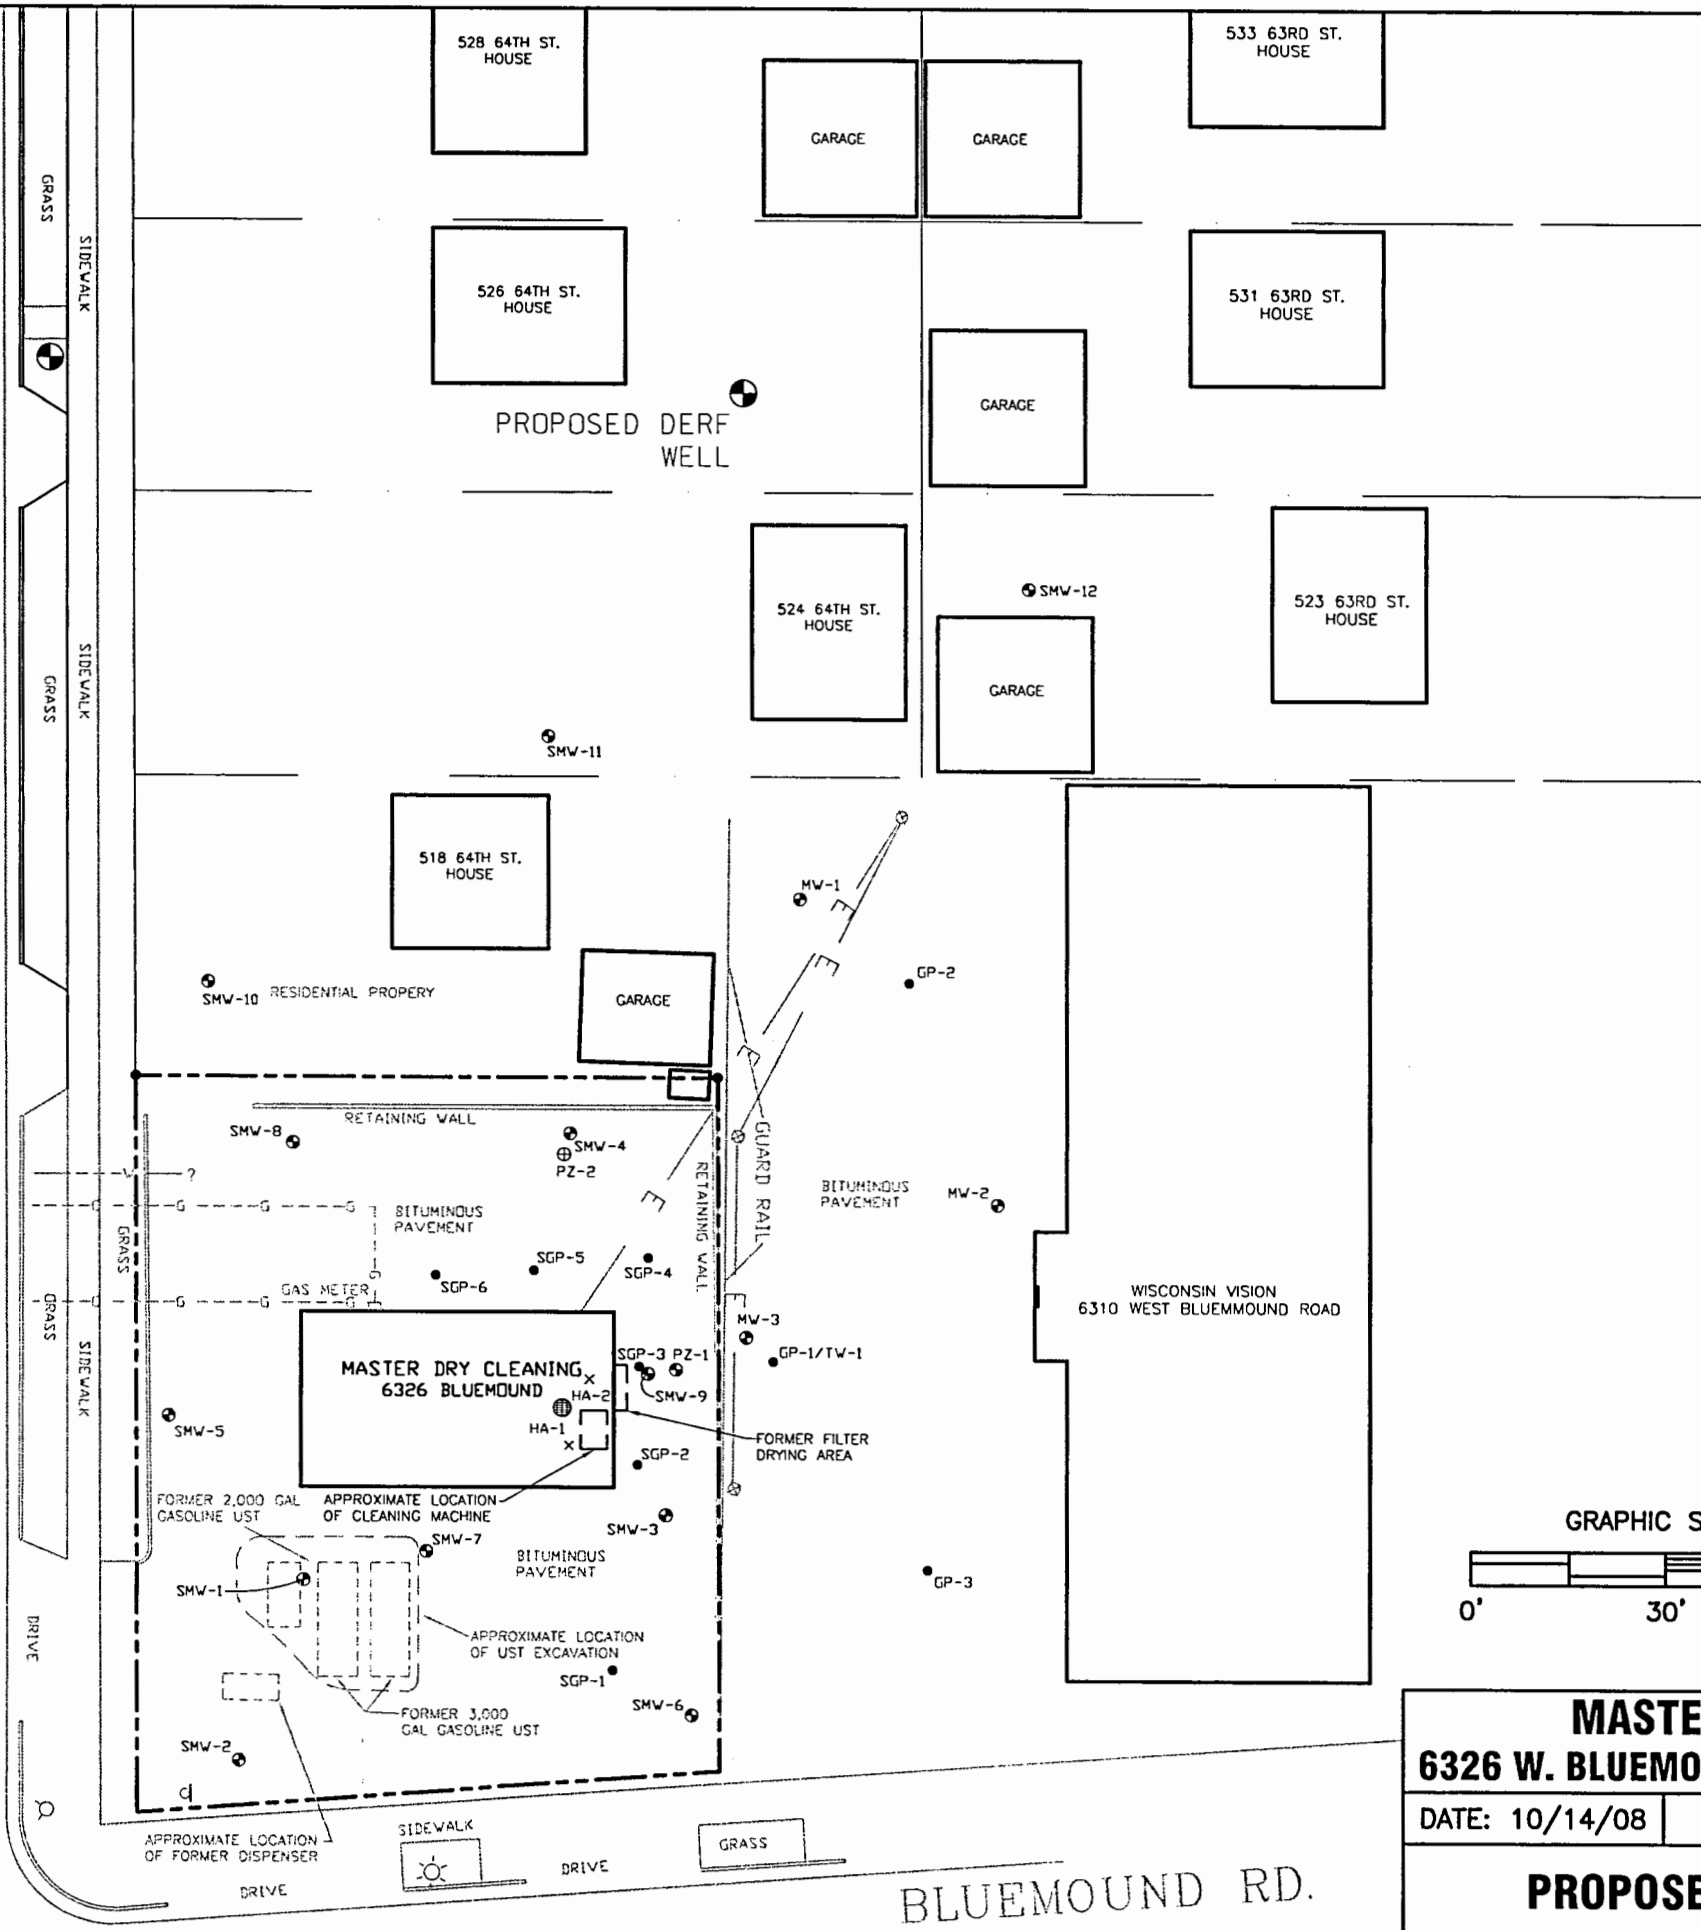 528 64TH ST.
HOUSE
533 63RD ST.
HOUSE
GARAGE
GARAGE
GRASS
SIDEWALK
526 64TH ST.
HOUSE
531 63RD ST.
HOUSE
GARAGE
PROPOSED DERF
WELL
524 64TH ST.
HOUSE
SMW-12
523 63RD ST.
HOUSE
SIDEWALK
GRASS
GARAGE
SMW-11
518 64TH ST.
HOUSE
MW-1
E
E
GP-2
SMW-10
RESIDENTIAL PROPERY
GARAGE
E
RETAINING WALL
SMW-8
SMW-4
PZ-2
GUARD RAIL
RETAINING WALL
BITUMINOUS
PAVEMENT
MW-2
W
?
G G G G
BITUMINOUS
PAVEMENT
E
GRASS
SGP-5
SGP-4
SGP-6
GAS METER
G
G G G G
GRASS
E
WISCONSIN VISION
6310 WEST BLUEMMOUND ROAD
MW-3
SIDEWALK
MASTER DRY CLEANING
6326 BLUEMOUND
SGP-3 PZ-1
GP-1/TW-1
X
HA-2
SMW-9
HA-1
X
SMW-5
FORMER FILTER
DRYING AREA
SGP-2
FORMER 2,000 GAL
GASOLINE UST
APPROXIMATE LOCATION
OF CLEANING MACHINE
SMW-3
SMW-7
BITUMINOUS
PAVEMENT
GRAPHIC S
0' 30'
SMW-1
GP-3
DRIVE
APPROXIMATE LOCATION
OF UST EXCAVATION
SGP-1
SMW-6
FORMER 3,000
GAL GASOLINE UST
SMW-2
MASTE
6326 W. BLUEMO
DATE: 10/14/08
PROPOSE
APPROXIMATE LOCATION
OF FORMER DISPENSER
SIDEWALK
GRASS
DRIVE
DRIVE
BLUEMOUND RD.